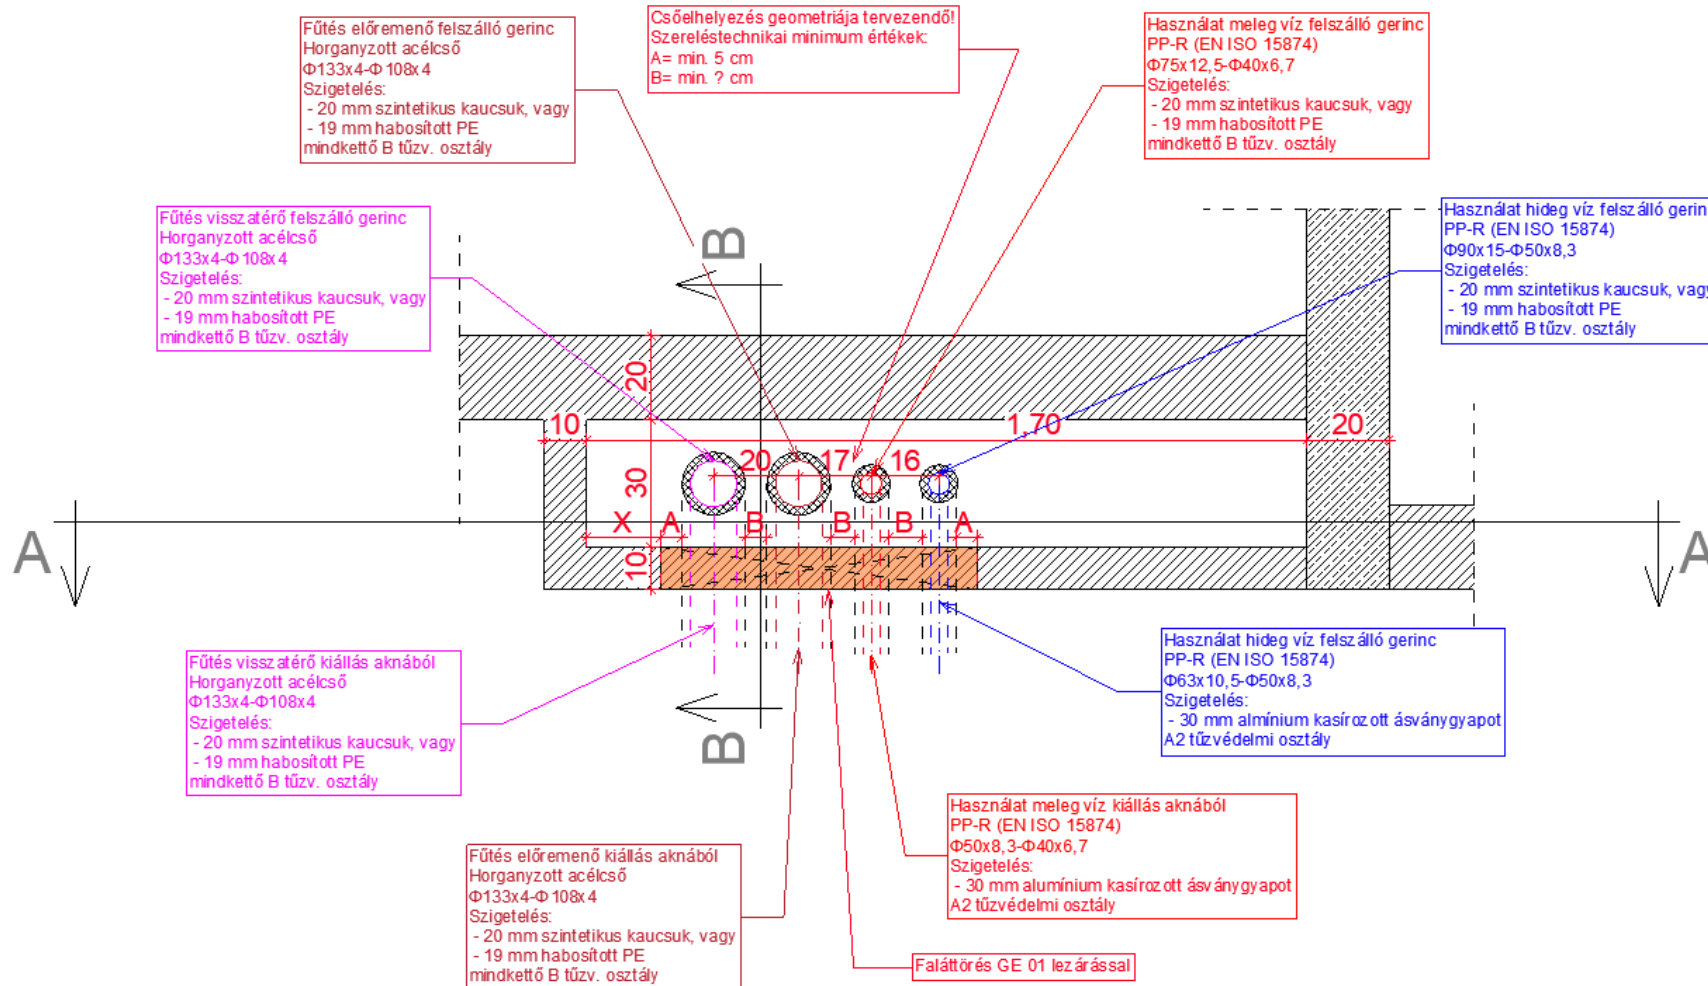 Fűtés előremenő felszálló gerinc
Horganyzott acélcső
Φ133x4-Φ108x4
Szigetelés:
- 20 mm szintetikus kaucsuk, vagy
- 19 mm habosított PE
mindkettő B tűzv. osztály
Csőelhelyezés geometriája tervezendő!
Szereléstechnikai minimum értékek:
A= min. 5 cm
B= min. ? cm
Használat meleg víz felszálló gerinc
PP-R (EN ISO 15874)
Φ75x12,5-Φ40x6,7
Szigetelés:
- 20 mm szintetikus kaucsuk, vagy
- 19 mm habosított PE
mindkettő B tűzv. osztály
Fűtés visszatérő felszálló gerinc
Horganyzott acélcső
Φ133x4-Φ108x4
Szigetelés:
- 20 mm szintetikus kaucsuk, vagy
- 19 mm habosított PE
mindkettő B tűzv. osztály
Használat hideg víz felszálló gerin
PP-R (EN ISO 15874)
Φ90x15-Φ50x8,3
Szigetelés:
- 20 mm szintetikus kaucsuk, vagy
- 19 mm habosított PE
mindkettő B tűzv. osztály
B
20
10
1,70
20
30
20
17
16
X
A
B
B
B
A
10
A
A
B
Fűtés visszatérő kiállás aknából
Horganyzott acélcső
Φ133x4-Φ108x4
Szigetelés:
- 20 mm szintetikus kaucsuk, vagy
- 19 mm habosított PE
mindkettő B tűzv. osztály
Használat hideg víz felszálló gerinc
PP-R (EN ISO 15874)
Φ63x10,5-Φ50x8,3
Szigetelés:
- 30 mm almínium kasírozott ásványgyapot
A2 tűzvédelmi osztály
Használat meleg víz kiállás aknából
PP-R (EN ISO 15874)
Φ50x8,3-Φ40x6,7
Szigetelés:
- 30 mm alumínium kasírozott ásványgyapot
A2 tűzvédelmi osztály
Fűtés előremenő kiállás aknából
Horganyzott acélcső
Φ133x4-Φ108x4
Szigetelés:
- 20 mm szintetikus kaucsuk, vagy
- 19 mm habosított PE
mindkettő B tűzv. osztály
Faláttörés GE 01 lezárással